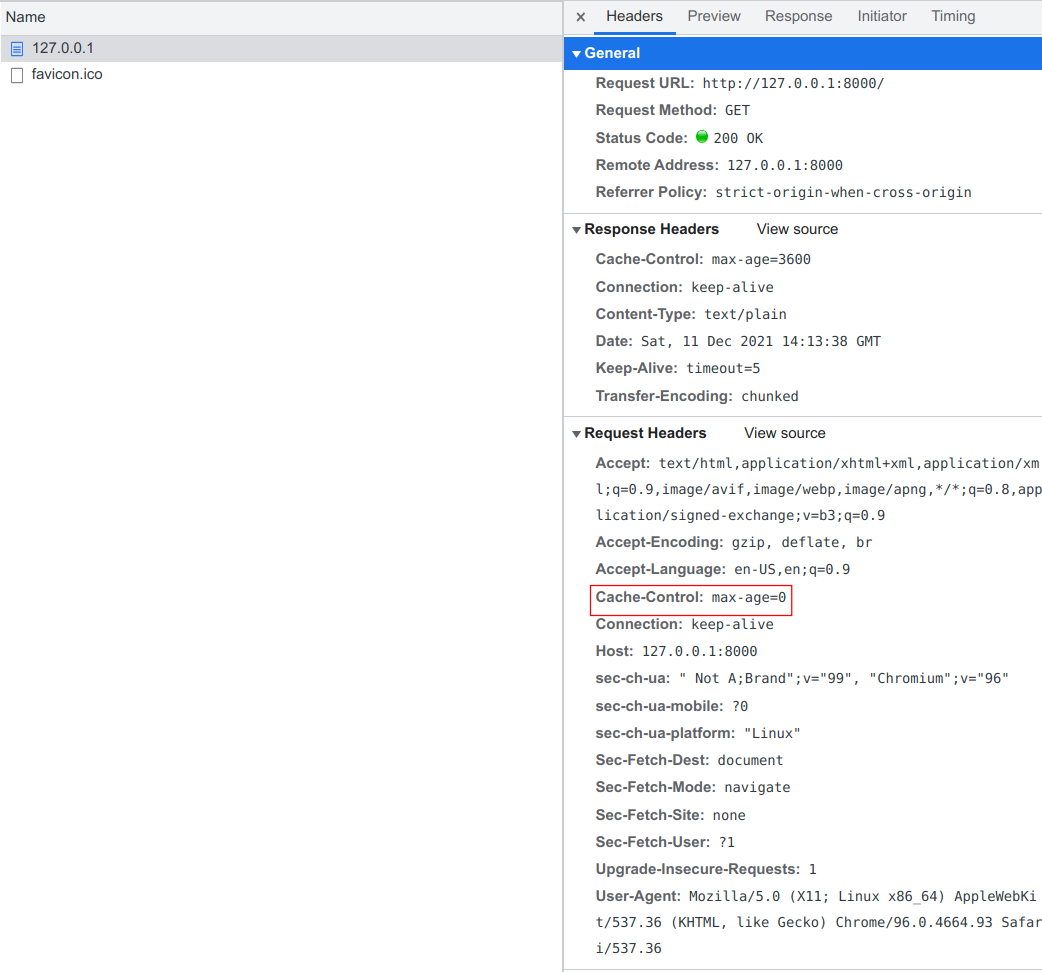 Name
127.0.0.1
favicon.ico
× Headers Preview Response Initiator Timing
General
Request URL: http://127.0.0.1:8000/
Request Method: GET
Status Code: 200 OK
Remote Address: 127.0.0.1:8000
Referrer Policy: strict-origin-when-cross-origin
Response Headers View source
Cache-Control: max-age=3600
Connection: keep-alive
Content-Type: text/plain
Date: Sat, 11 Dec 2021 14:13:38 GMT
Keep-Alive: timeout=5
Transfer-Encoding: chunked
Request Headers View source
Accept: text/html,application/xhtml+xml,application/xm
l;q=0.9,image/avif,image/webp,image/apng,*/*;q=0.8,app
lication/signed-exchange;v=b3;q=0.9
Accept-Encoding: gzip, deflate, br
Accept-Language: en-US,en;q=0.9
Cache-Control: max-age=0
Connection: keep-alive
Host: 127.0.0.1:8000
sec-ch-ua: " Not A;Brand";v="99", "Chromium";v="96"
sec-ch-ua-mobile: ?0
sec-ch-ua-platform: "Linux"
Sec-Fetch-Dest: document
Sec-Fetch-Mode: navigate
Sec-Fetch-Site: none
Sec-Fetch-User: ?1
Upgrade-Insecure-Requests: 1
User-Agent: Mozilla/5.0 (X11; Linux x86_64) AppleWebKi
t/537.36 (KHTML, like Gecko) Chrome/96.0.4664.93 Safar
i/537.36